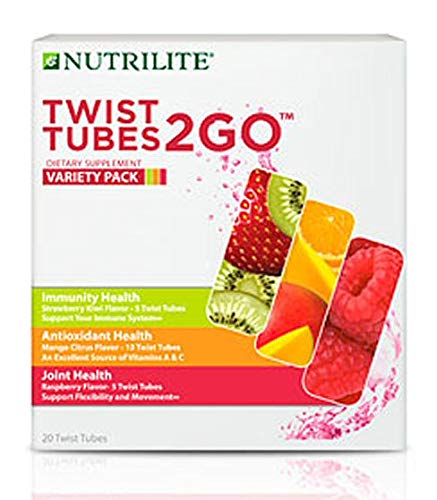 NUTRILITE®
TWIST
TUBES 2GO™
DIETARY SUPPLEMENT
VARIETY PACK
Immunity Health
Strawberry Kiwi Flavor - 5 Twist Tubes
Support Your Immune System**
Antioxidant Health
Mango Citrus Flavor - 10 Twist Tubes
An Excellent Source of Vitamins A & C
Joint Health
Raspberry Flavor- 5 Twist Tubes
Support Flexibility and Movement**
20 Twist Tubes